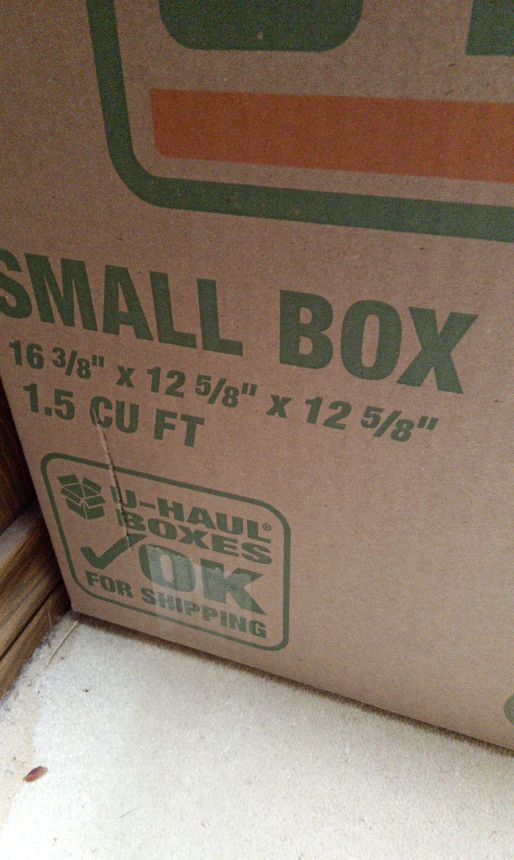 SMALL BOX
16 3/8" x 12 5/8" x 12 5/8"
1.5 CU FT
U-HAUL®
BOXES
✓OK
FOR SHIPPING